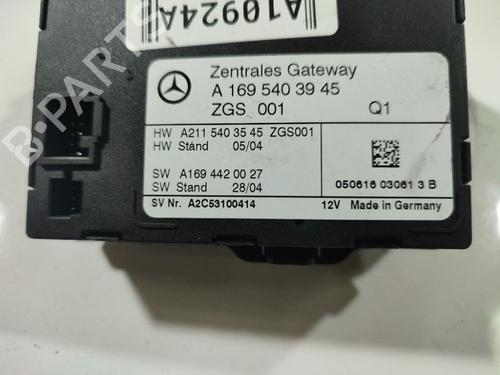 A10924A
Zentrales Gateway
A 169 540 39 45
ZGS 001 Q1
HW A211 540 35 45 ZGS001
HW Stand 05/04
SW A169 442 00 27
SW Stand 28/04
050616 03061 3 B
SV Nr. A2C53100414 12V Made in Germany
B-PARTS